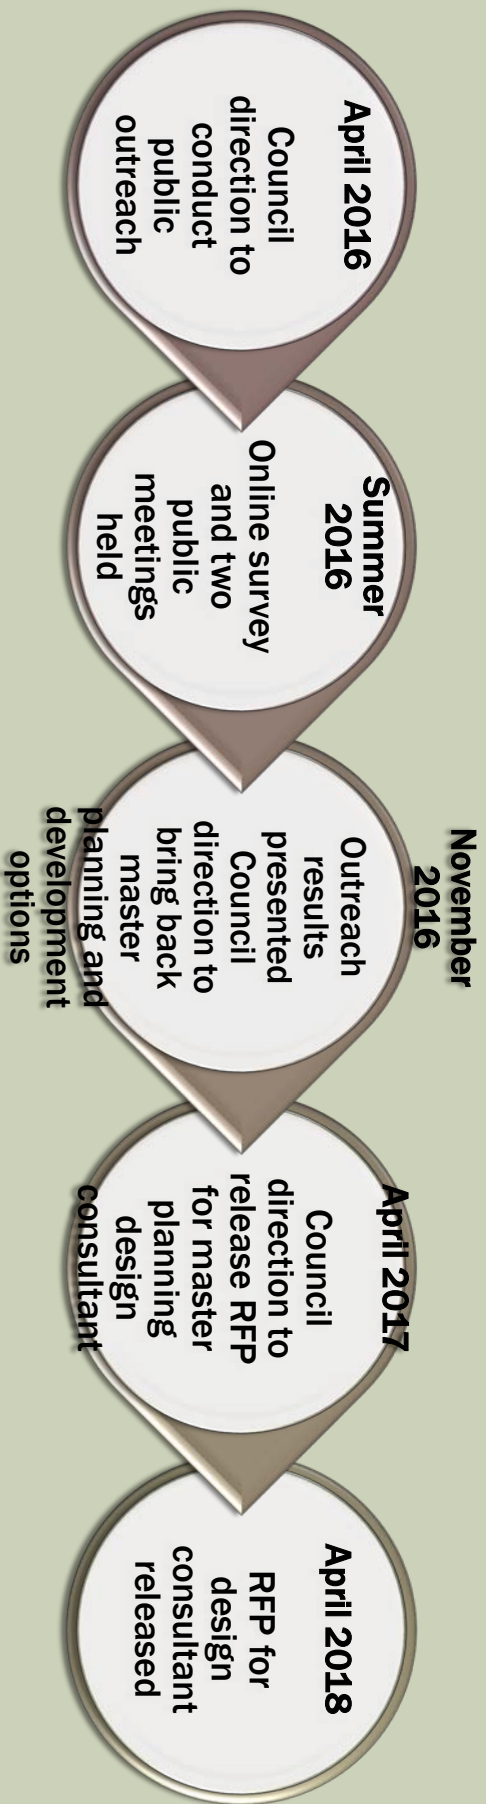 April 2016
Council
direction to
conduct
public
outreach
Summer
2016
Online survey
and two
public
meetings
held
November
2016
Outreach
results
presented
Council
direction to
bring back
master
planning and
development
options
April 2017
Council
direction to
release RFP
for master
planning
design
consultant
April 2018
RFP for
design
consultant
released